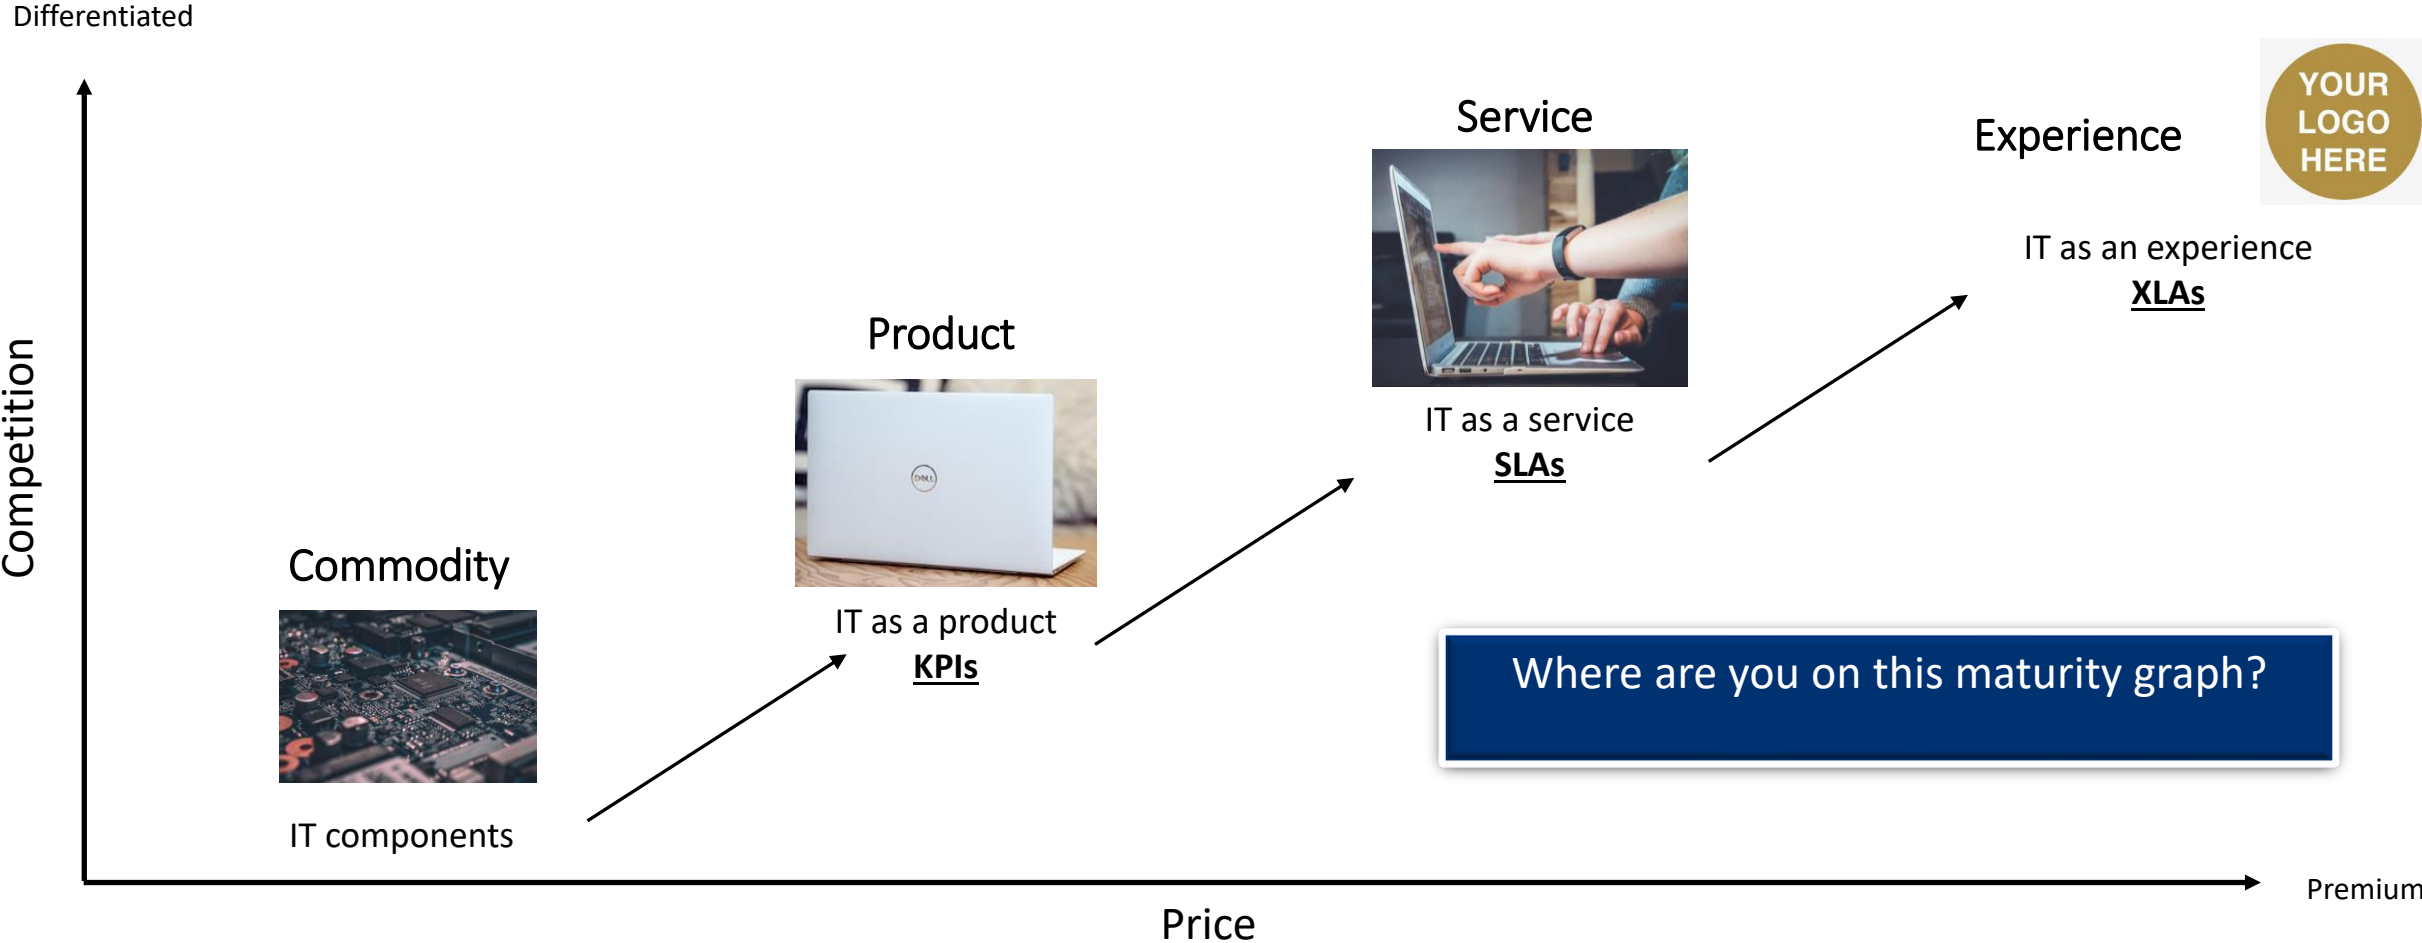 Differentiated
YOUR
LOGO
HERE
Service
Experience
IT as an experience
XLAs
Product
Competition
DELL
IT as a service
SLAs
Commodity
IT as a product
KPIs
Where are you on this maturity graph?
IT components
Premium
Price